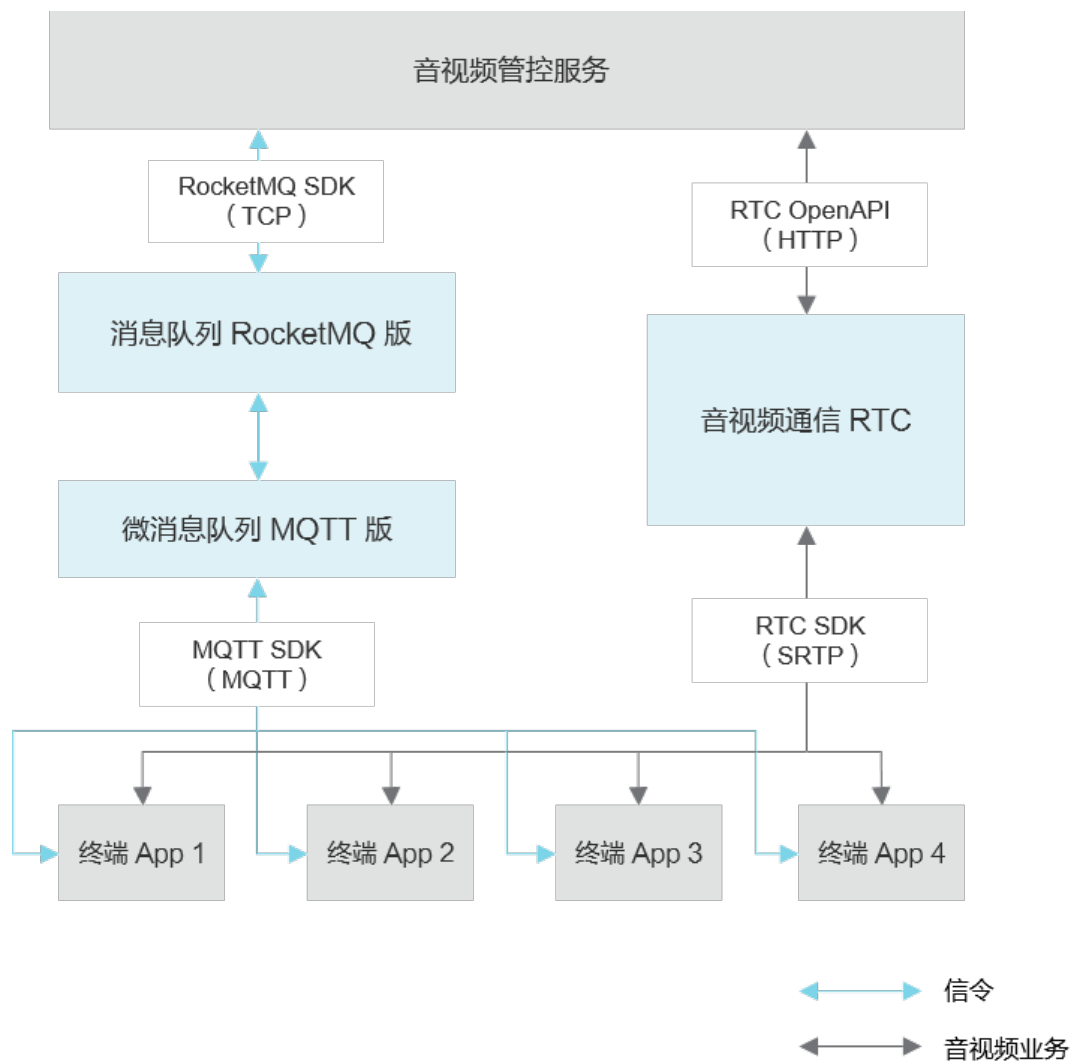 音视频管控服务
RocketMQ SDK
（TCP）
RTC OpenAPI
（HTTP）
消息队列 RocketMQ 版
音视频通信 RTC
微消息队列 MQTT 版
MQTT SDK
（MQTT）
RTC SDK
（SRTP）
终端 App 1
终端 App 2
终端 App 3
终端 App 4
信令
音视频业务